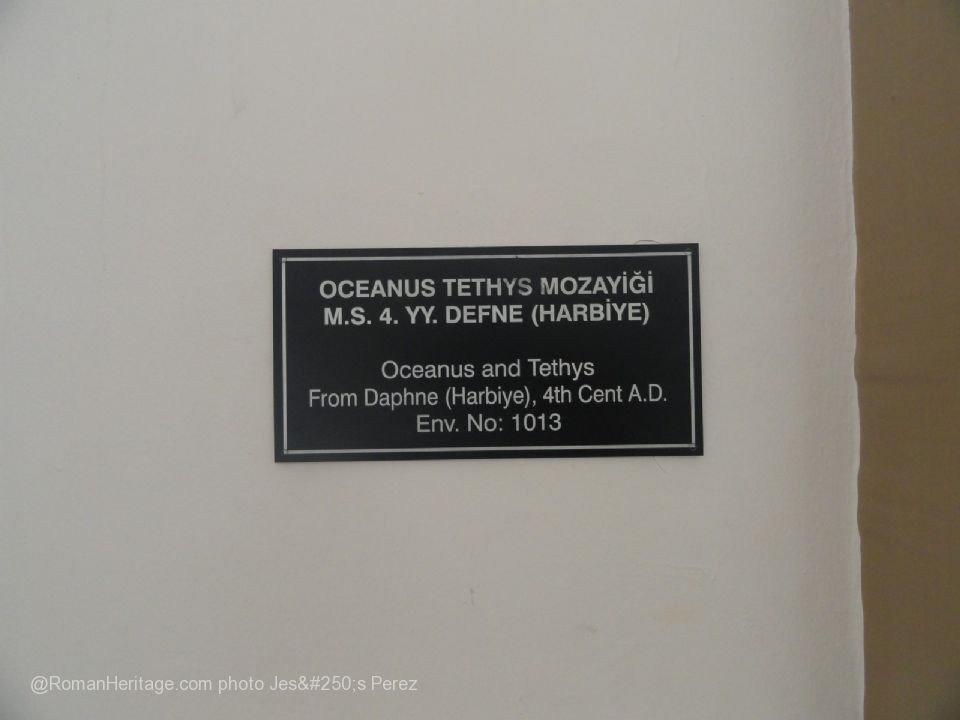 OCEANUS TETHYS MOZAYİĞİ
M.S. 4. YY. DEFNE (HARBİYE)
Oceanus and Tethys
From Daphne (Harbiye), 4th Cent A.D.
Env. No: 1013
@RomanHeritage.com photo Jes&#250;s Perez